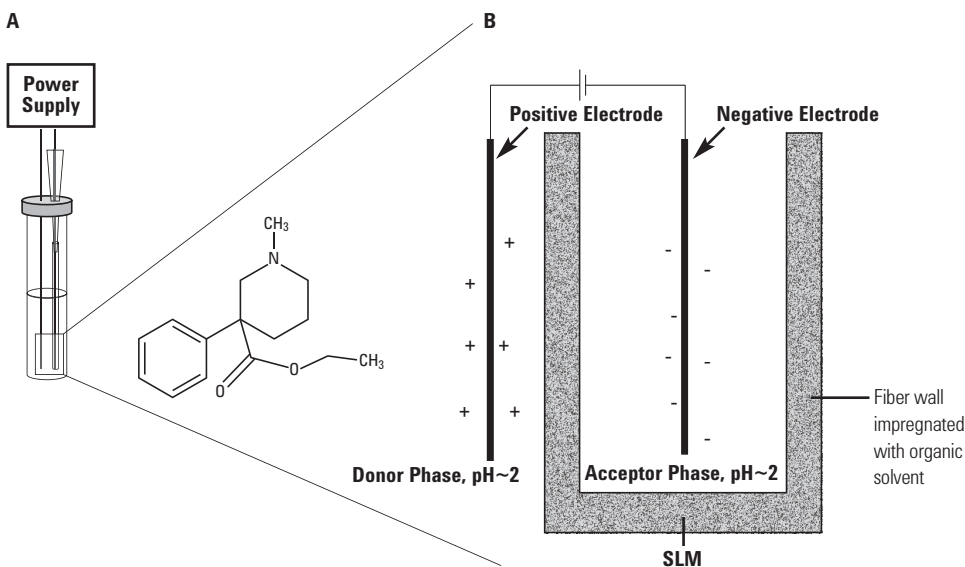 A
B
Power
Supply
Positive Electrode
Negative Electrode
CH₃
N
O
O
CH₃
+
+
+ +
+ +
-
-
-
-
-
-
-
Donor Phase, pH~2
Acceptor Phase, pH~2
Fiber wall
impregnated
with organic
solvent
SLM